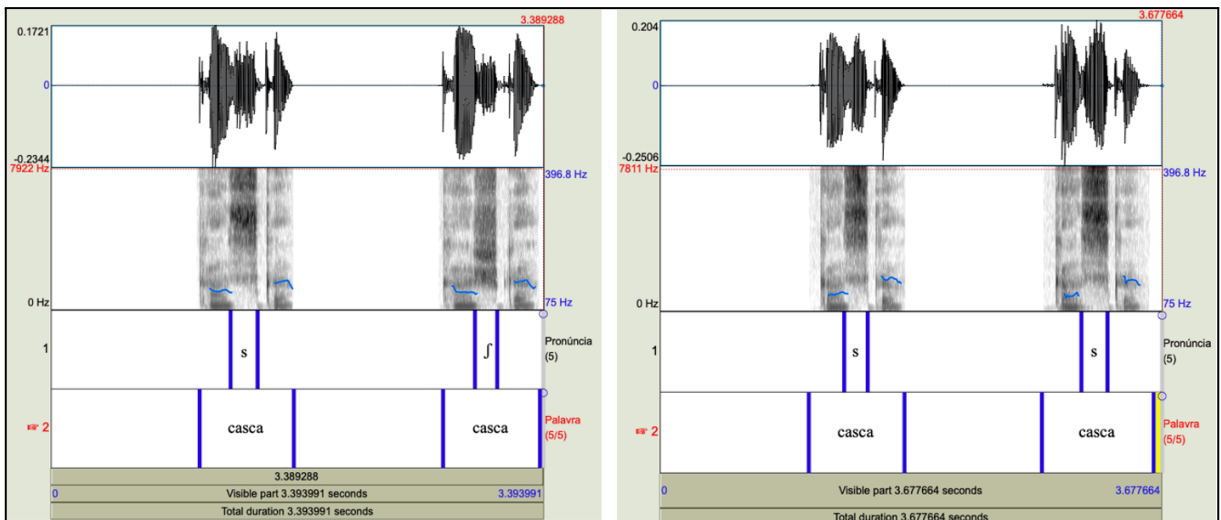 3.389288
0.1721
0
-0.2344
7922 Hz
396.8 Hz
0 Hz
75 Hz
1
s
ʃ
Pronúncia
(5)
☞ 2
casca
casca
Palavra
(5/5)
3.389288
0
Visible part 3.393991 seconds
3.393991
Total duration 3.393991 seconds
3.677664
0.204
0
-0.2506
7811 Hz
396.8 Hz
0 Hz
75 Hz
1
s
s
Pronúncia
(5)
☞ 2
casca
casca
Palavra
(5/5)
0
Visible part 3.677664 seconds
3.677664
Total duration 3.677664 seconds